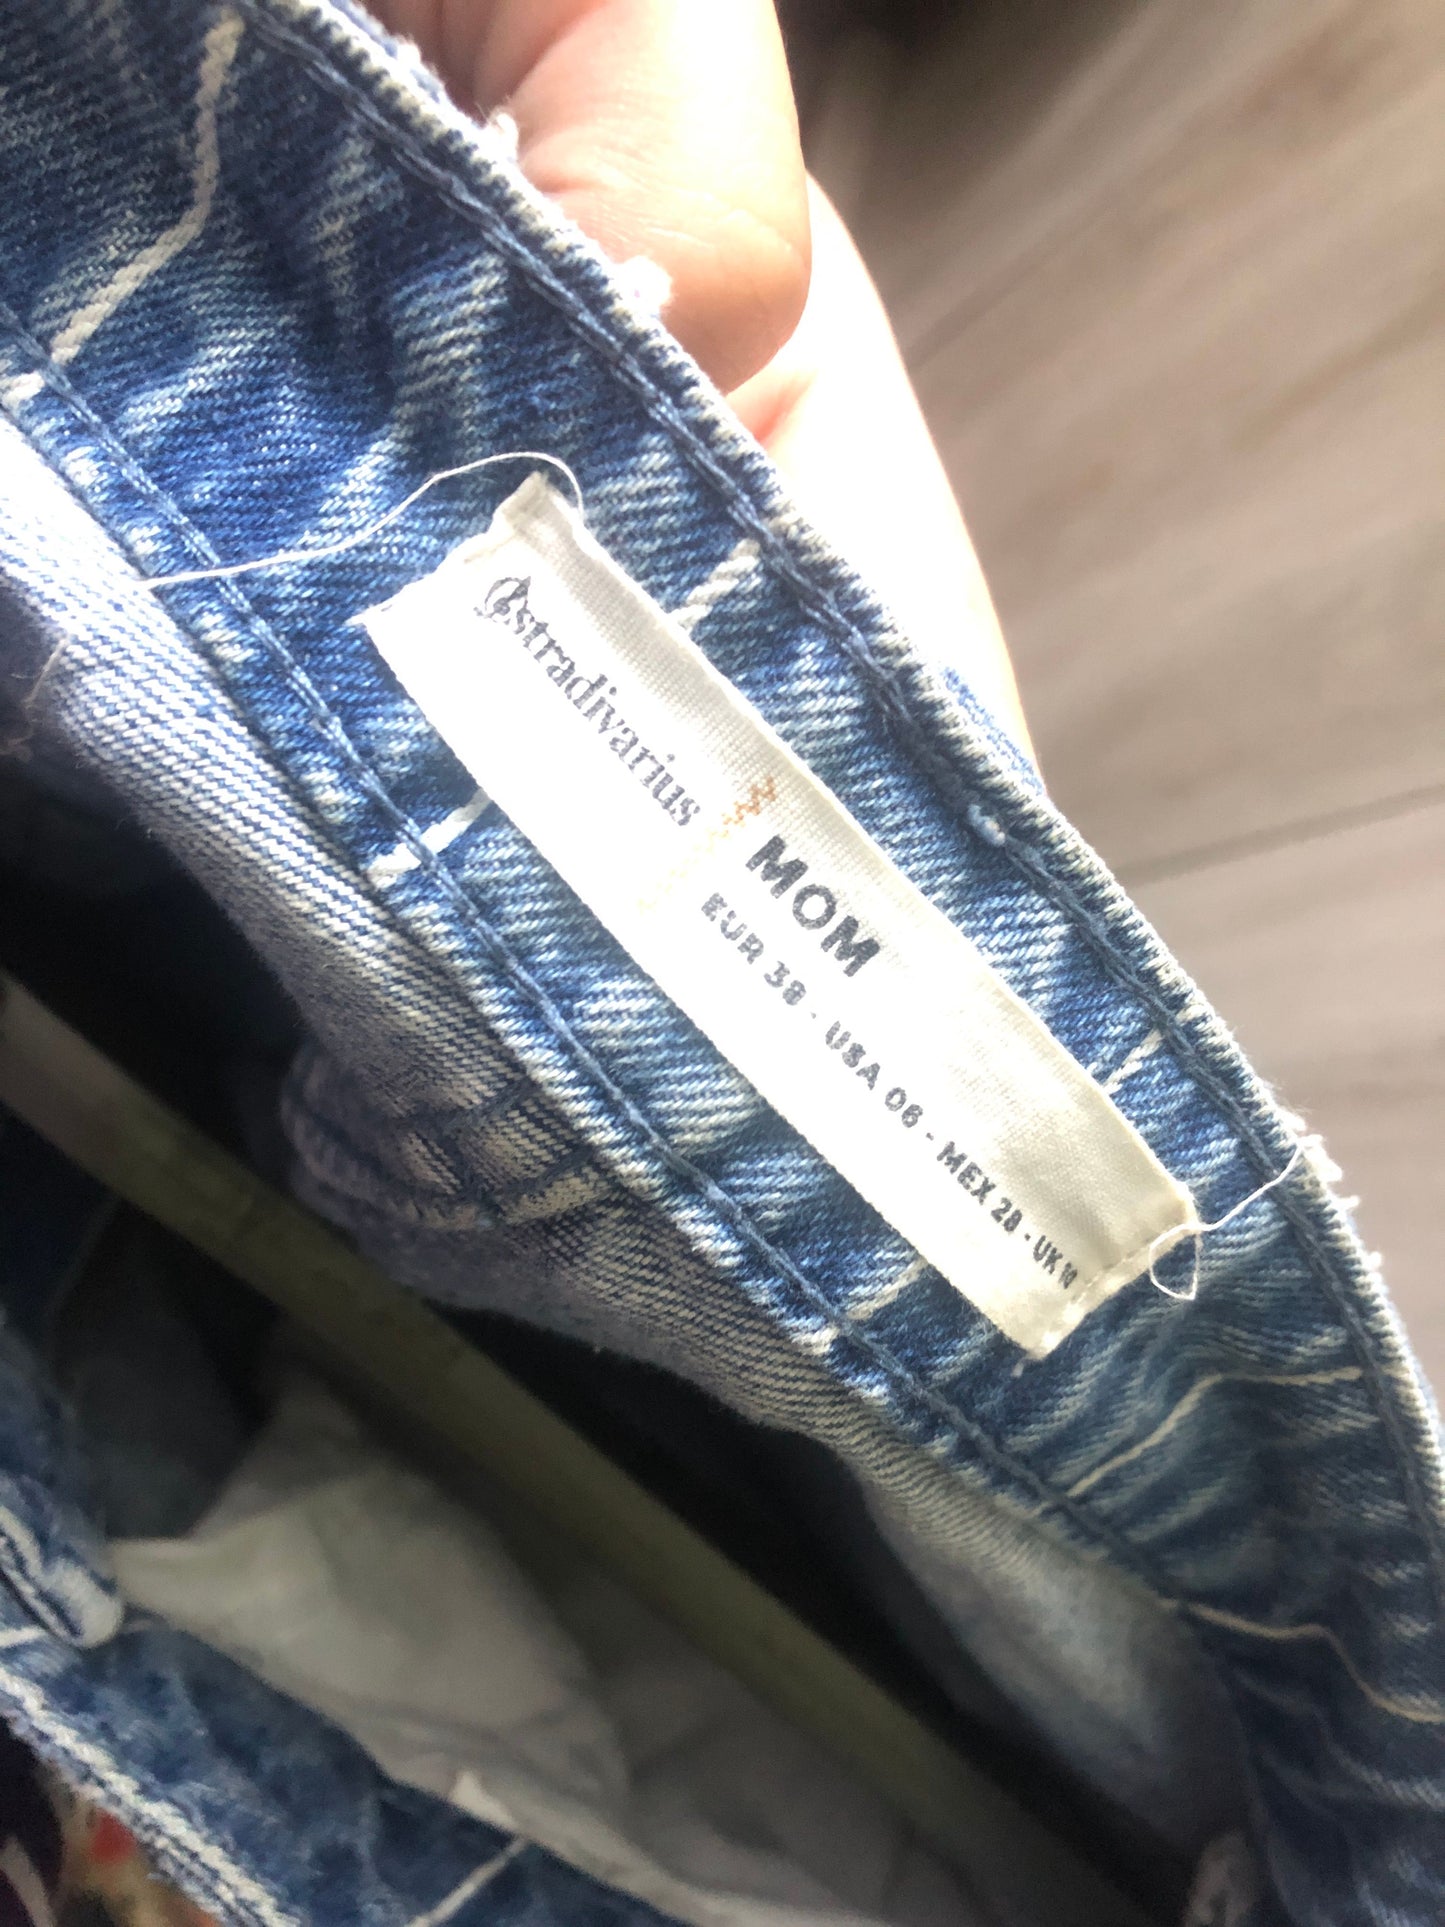 stradivarius
MOM
EUR 38 - USA 06 - MEX 28 - UK 10